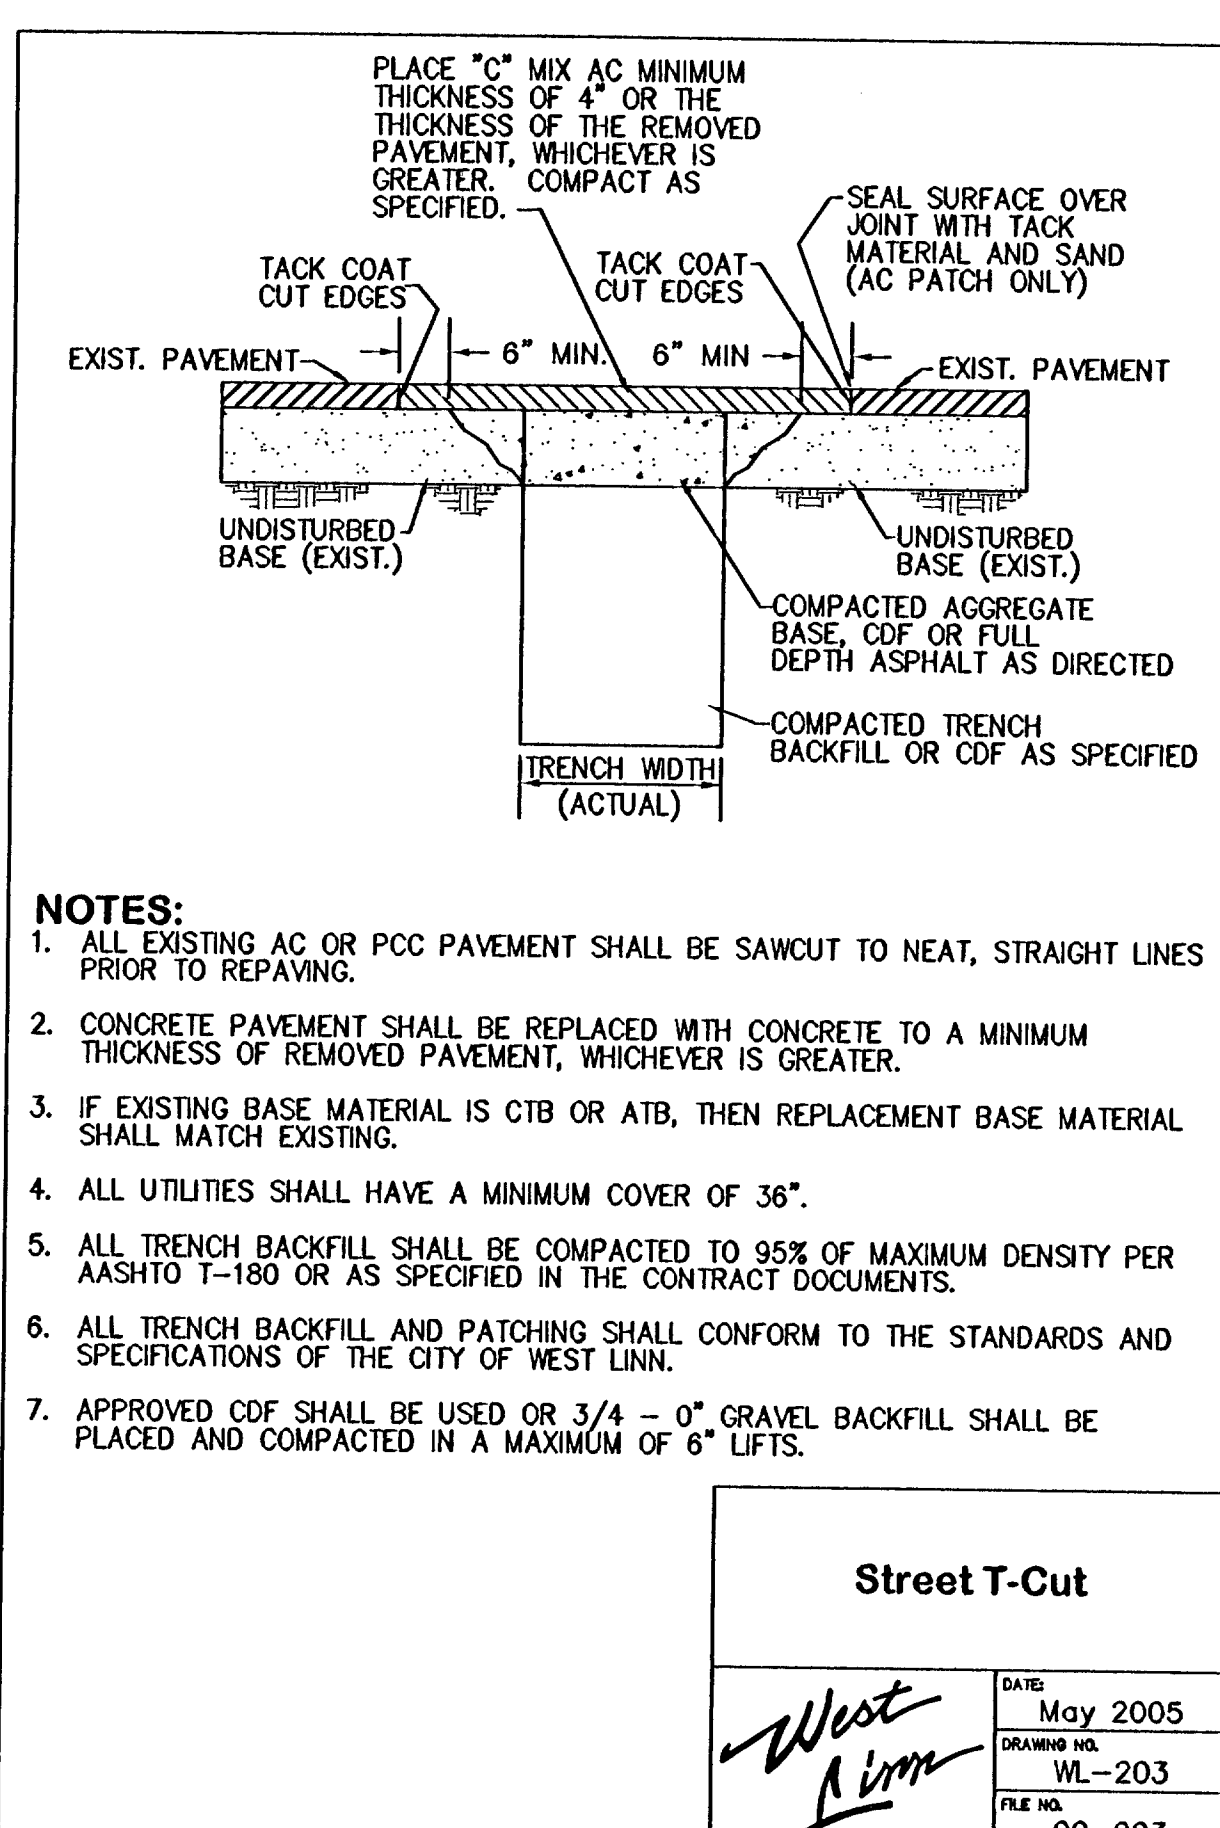 PLACE "C" MIX AC MINIMUM
THICKNESS OF 4" OR THE
THICKNESS OF THE REMOVED
PAVEMENT, WHICHEVER IS
GREATER. COMPACT AS
SPECIFIED.
SEAL SURFACE OVER
JOINT WITH TACK
MATERIAL AND SAND
(AC PATCH ONLY)
TACK COAT
CUT EDGES
TACK COAT
CUT EDGES
EXIST. PAVEMENT
6" MIN.
6" MIN
EXIST. PAVEMENT
UNDISTURBED
BASE (EXIST.)
UNDISTURBED
BASE (EXIST.)
COMPACTED AGGREGATE
BASE, CDF OR FULL
DEPTH ASPHALT AS DIRECTED
COMPACTED TRENCH
BACKFILL OR CDF AS SPECIFIED
TRENCH WIDTH
(ACTUAL)
NOTES:
1. ALL EXISTING AC OR PCC PAVEMENT SHALL BE SAWCUT TO NEAT, STRAIGHT LINES
PRIOR TO REPAVING.
2. CONCRETE PAVEMENT SHALL BE REPLACED WITH CONCRETE TO A MINIMUM
THICKNESS OF REMOVED PAVEMENT, WHICHEVER IS GREATER.
3. IF EXISTING BASE MATERIAL IS CTB OR ATB, THEN REPLACEMENT BASE MATERIAL
SHALL MATCH EXISTING.
4. ALL UTILITIES SHALL HAVE A MINIMUM COVER OF 36".
5. ALL TRENCH BACKFILL SHALL BE COMPACTED TO 95% OF MAXIMUM DENSITY PER
AASHTO T-180 OR AS SPECIFIED IN THE CONTRACT DOCUMENTS.
6. ALL TRENCH BACKFILL AND PATCHING SHALL CONFORM TO THE STANDARDS AND
SPECIFICATIONS OF THE CITY OF WEST LINN.
7. APPROVED CDF SHALL BE USED OR 3/4 - 0" GRAVEL BACKFILL SHALL BE
PLACED AND COMPACTED IN A MAXIMUM OF 6" LIFTS.
Street T-Cut
West
Linn
DATE:
May 2005
DRAWING NO.
WL-203
FILE NO.